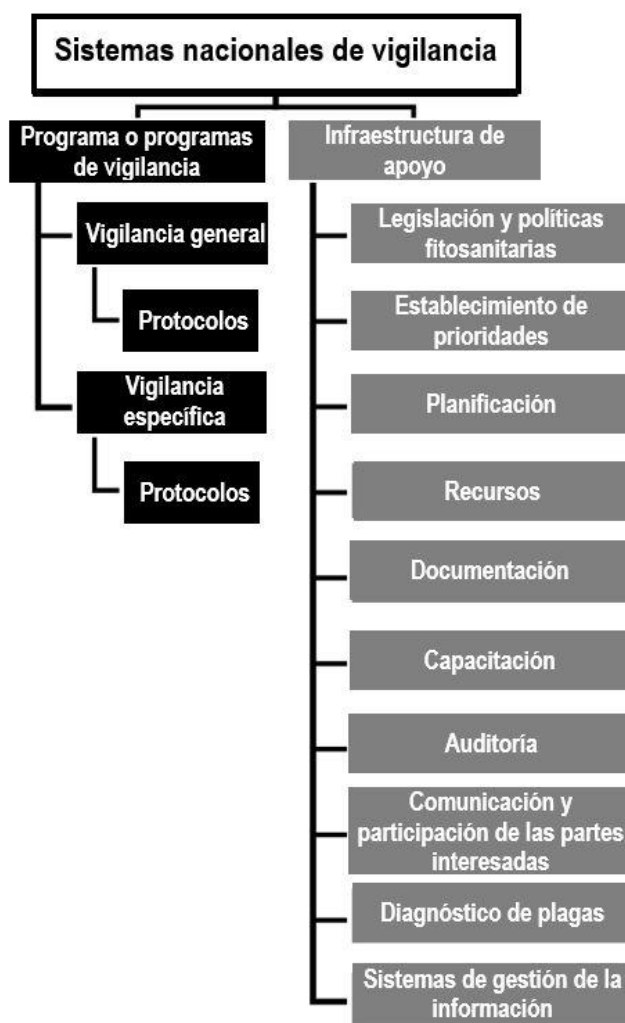 Sistemas nacionales de vigilancia
Programa o programas
de vigilancia
Vigilancia general
Protocolos
Vigilancia
específica
Protocolos
Infraestructura de
apoyo
Legislación y políticas
fitosanitarias
Establecimiento de
prioridades
Planificación
Recursos
Documentación
Capacitación
Auditoría
Comunicación y
participación de las partes
interesadas
Diagnóstico de plagas
Sistemas de gestión de la
información